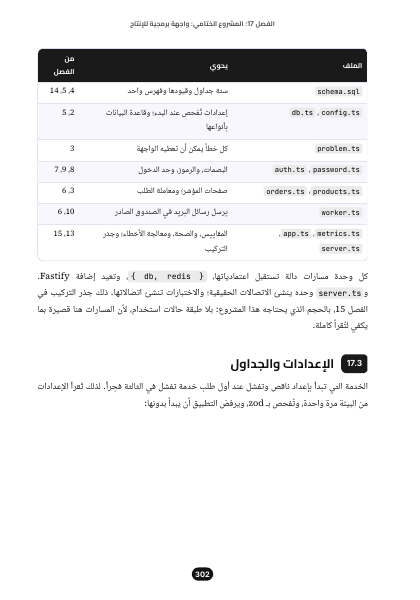 الفصل 17: المشروع الختامي: واجهة برمجية للإنتاج
الملف يحوي من الفصل
schema.sql ستة جداول وقيودها وفهرس واحد 4، 5، 14
config.ts، db.ts إعدادات تُفحص عند البدء؛ وقاعدة البيانات بأنواعها 2، 5
problem.ts كل خطأ يمكن أن تعطيه الواجهة 3
password.ts، auth.ts البصمات، والرموز، وحد الدخول 7، 8، 9
products.ts، orders.ts صفحات المؤشر؛ ومعاملة الطلب 3، 6
worker.ts يرسل رسائل البريد في الصندوق الصادر 6، 10
metrics.ts، app.ts، server.ts المقاييس، والصحة، ومعالجة الأخطاء؛ وجذر التركيب 13، 15
كل وحدة مسارات دالة تستقبل اعتمادياتها، { db, redis }، وتعيد إضافة Fastify.
و server.ts وحده ينشئ الاتصالات الحقيقية؛ والاختبارات تنشئ اتصالاتها. ذلك جذر التركيب في
الفصل 15، بالحجم الذي يحتاجه هذا المشروع: بلا طبقة حالات استخدام، لأن المسارات هنا قصيرة بما
يكفي لتُقرأ كاملة.
17.3 الإعدادات والجداول
الخدمة التي تبدأ بإعداد ناقص وتفشل عند أول طلب خدمة تفشل في الثالثة فجرًا. لذلك تُقرأ الإعدادات
من البيئة مرة واحدة، وتُفحص بـ zod، ويرفض التطبيق أن يبدأ بدونها:
302